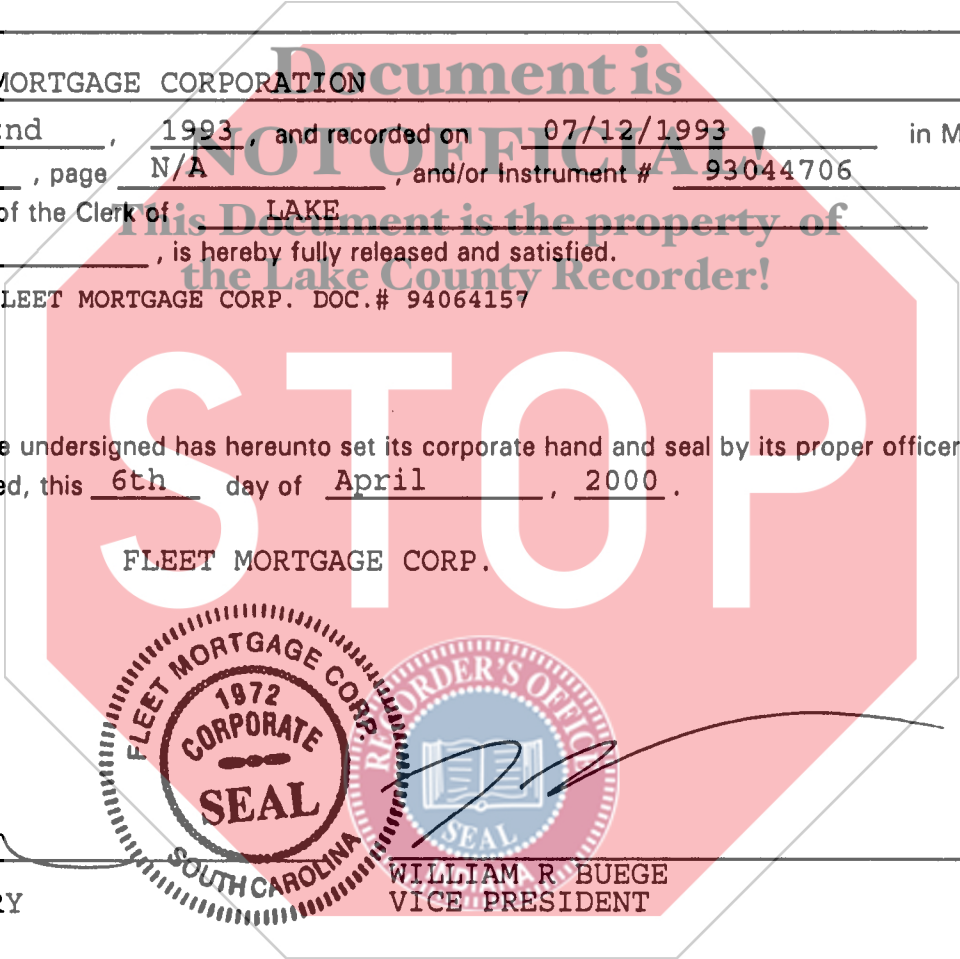 Document is
MORTGAGE CORPORATION
NOT OFFICIAL!
nd , 1993 , and recorded on 07/12/1993 in M
, page N/A , and/or Instrument # 93044706
This Document is the property of
of the Clerk of LAKE
the Lake County Recorder!
, is hereby fully released and satisfied.
LEET MORTGAGE CORP. DOC.# 94064157
STOP
e undersigned has hereunto set its corporate hand and seal by its proper officer
ed, this 6th day of April , 2000 .
FLEET MORTGAGE CORP.
FLEET MORTGAGE CORP.
1972
CORPORATE
SEAL
SOUTH CAROLINA
RECORDER'S OFFICE
SEAL
INDIANA
WILLIAM R BUEGE
RY VICE PRESIDENT